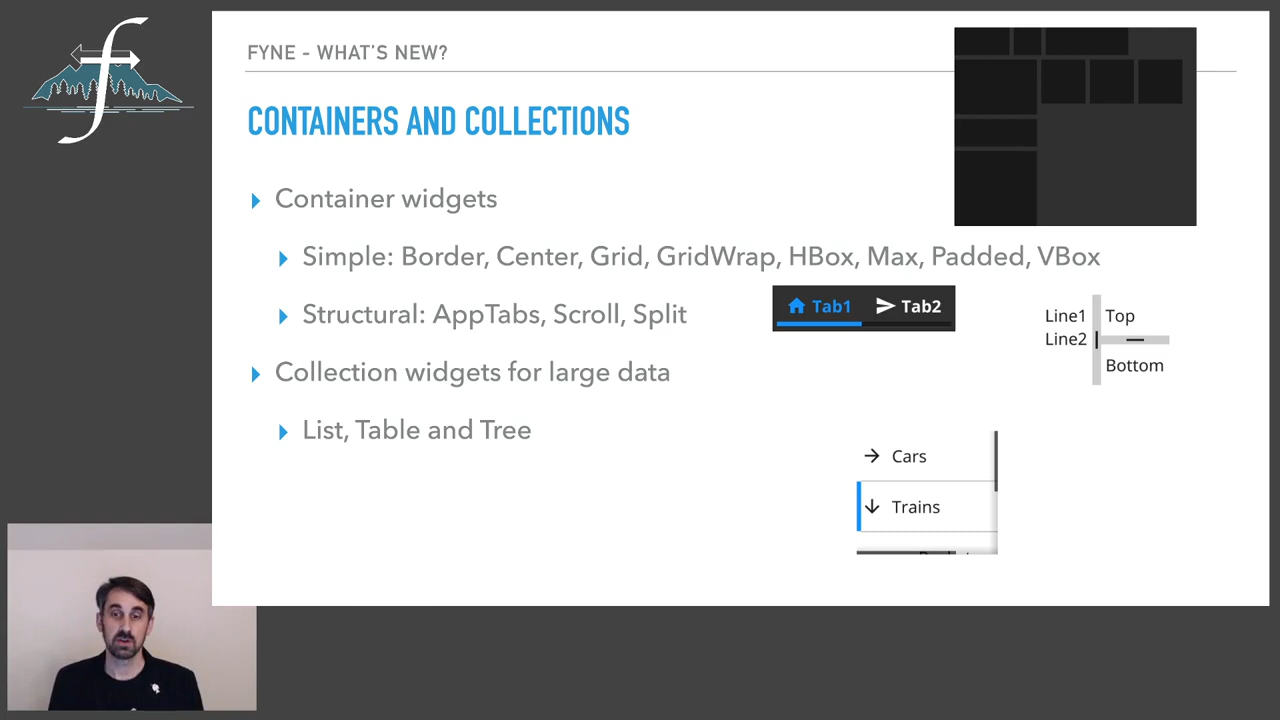 FYNE - WHAT'S NEW?
CONTAINERS AND COLLECTIONS
Container widgets
Simple: Border, Center, Grid, GridWrap, HBox, Max, Padded, VBox
Structural: AppTabs, Scroll, Split
Tab1 Tab2
Line1 Top
Line2
Bottom
Collection widgets for large data
List, Table and Tree
Cars
Trains